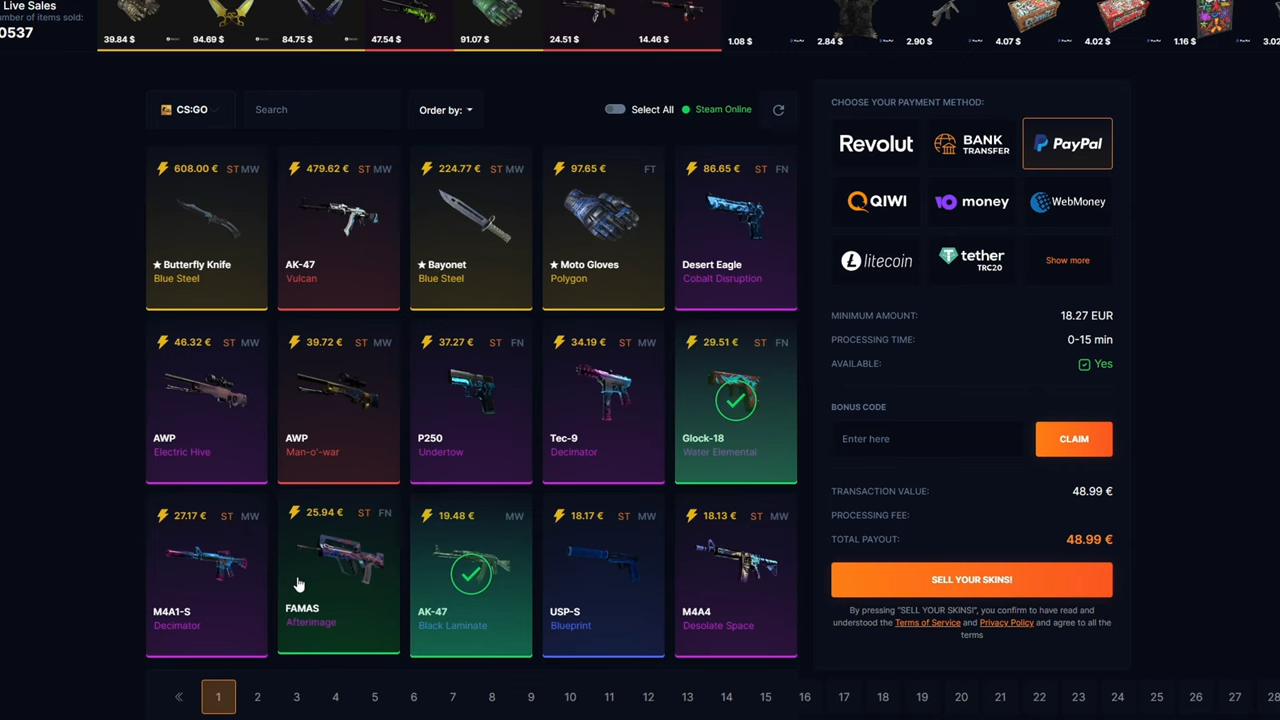 Live Sales
number of items sold:
0537
39.84 $
94.69 $
84.75 $
47.54 $
91.07 $
24.51 $
14.46 $
1.08 $
2.84 $
2.90 $
4.07 $
4.02 $
1.16 $
3.02
CS:GO
Search
Order by:
Select All
Steam Online
608.00 € ST MW
★ Butterfly Knife
Blue Steel
479.62 € ST MW
AK-47
Vulcan
224.77 € ST MW
★ Bayonet
Blue Steel
97.65 € FT
★ Moto Gloves
Polygon
86.65 € ST FN
Desert Eagle
Cobalt Disruption
46.32 € ST MW
AWP
Electric Hive
39.72 € ST MW
AWP
Man-o'-war
37.27 € ST FN
P250
Undertow
34.19 € ST MW
Tec-9
Decimator
29.51 € ST FN
Glock-18
Water Elemental
27.17 € ST MW
M4A1-S
Decimator
25.94 € ST FN
FAMAS
Afterimage
19.48 € MW
AK-47
Black Laminate
18.17 € ST MW
USP-S
Blueprint
18.13 € ST MW
M4A4
Desolate Space
« 1 2 3 4 5 6 7 8 9 10 11 12 13 14 15 16 17 18 19 20 21 22 23 24 25 26 27 28
CHOOSE YOUR PAYMENT METHOD:
Revolut
BANK
TRANSFER
PayPal
QIWI
money
WebMoney
litecoin
tether
TRC20
Show more
MINIMUM AMOUNT: 18.27 EUR
PROCESSING TIME: 0-15 min
AVAILABLE: Yes
BONUS CODE
Enter here
CLAIM
TRANSACTION VALUE: 48.99 €
PROCESSING FEE:
TOTAL PAYOUT: 48.99 €
SELL YOUR SKINS!
By pressing "SELL YOUR SKINS!", you confirm to have read and
understood the Terms of Service and Privacy Policy and agree to all the
terms